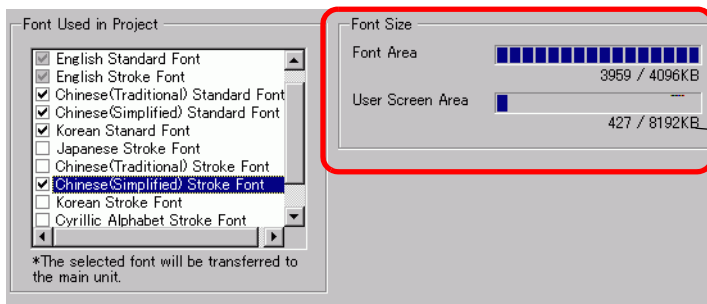 Font Used in Project
English Standard Font
English Stroke Font
Chinese(Traditional) Standard Font
Chinese(Simplified) Standard Font
Korean Stanard Font
Japanese Stroke Font
Chinese(Traditional) Stroke Font
Chinese(Simplified) Stroke Font
Korean Stroke Font
Cyrillic Alphabet Stroke Font
*The selected font will be transferred to
the main unit.
Font Size
Font Area
3959 / 4096KB
User Screen Area
427 / 8192KB